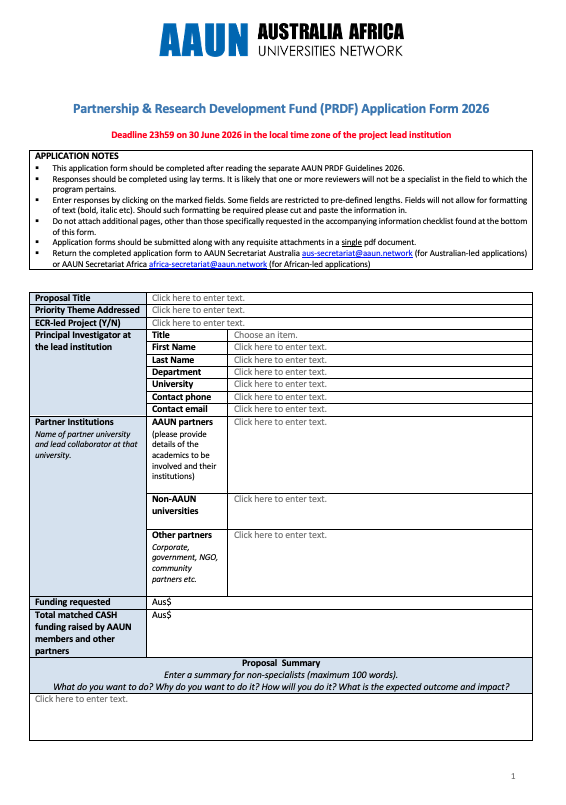 AAUN AUSTRALIA AFRICA
UNIVERSITIES NETWORK
Partnership & Research Development Fund (PRDF) Application Form 2026
Deadline 23h59 on 30 June 2026 in the local time zone of the project lead institution
APPLICATION NOTES
▪ This application form should be completed after reading the separate AAUN PRDF Guidelines 2026.
▪ Responses should be completed using lay terms. It is likely that one or more reviewers will not be a specialist in the field to which the
program pertains.
▪ Enter responses by clicking on the marked fields. Some fields are restricted to pre-defined lengths. Fields will not allow for formatting
of text (bold, italic etc). Should such formatting be required please cut and paste the information in.
▪ Do not attach additional pages, other than those specifically requested in the accompanying information checklist found at the bottom
of this form.
▪ Application forms should be submitted along with any requisite attachments in a single pdf document.
▪ Return the completed application form to AAUN Secretariat Australia aus-secretariat@aaun.network (for Australian-led applications)
or AAUN Secretariat Africa africa-secretariat@aaun.network (for African-led applications)
Proposal Title Click here to enter text.
Priority Theme Addressed Click here to enter text.
ECR-led Project (Y/N) Click here to enter text.
Principal Investigator at
the lead institution
Title Choose an item.
First Name Click here to enter text.
Last Name Click here to enter text.
Department Click here to enter text.
University Click here to enter text.
Contact phone Click here to enter text.
Contact email Click here to enter text.
Partner Institutions
Name of partner university
and lead collaborator at that
university.
AAUN partners
(please provide
details of the
academics to be
involved and their
institutions)
Click here to enter text.
Non-AAUN
universities
Click here to enter text.
Other partners
Corporate,
government, NGO,
community
partners etc.
Click here to enter text.
Funding requested Aus$
Total matched CASH
funding raised by AAUN
members and other
partners
Aus$
Proposal Summary
Enter a summary for non-specialists (maximum 100 words).
What do you want to do? Why do you want to do it? How will you do it? What is the expected outcome and impact?
Click here to enter text.
1